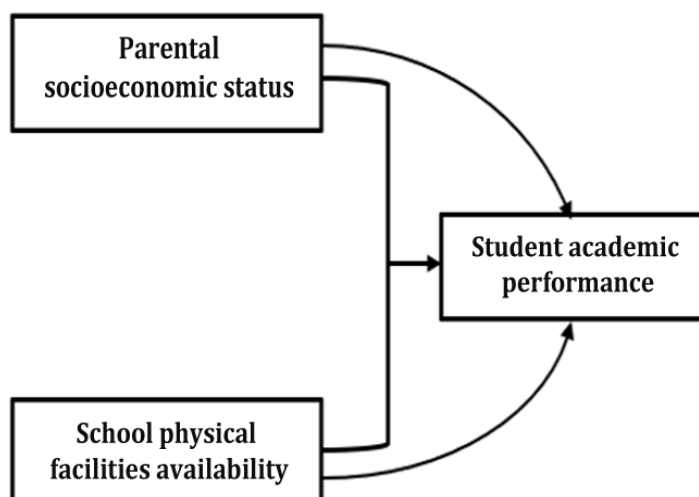 Parental
socioeconomic status
Student academic
performance
School physical
facilities availability